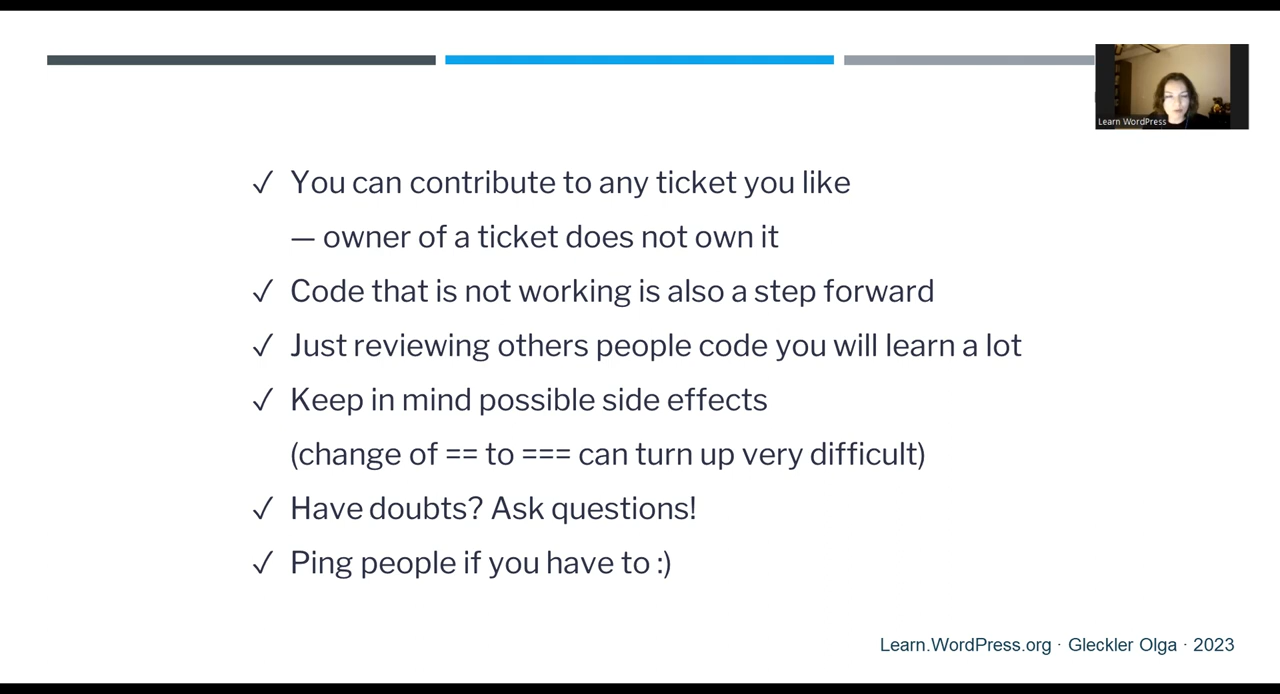 Learn WordPress
✓ You can contribute to any ticket you like
— owner of a ticket does not own it
✓ Code that is not working is also a step forward
✓ Just reviewing others people code you will learn a lot
✓ Keep in mind possible side effects
(change of == to === can turn up very difficult)
✓ Have doubts? Ask questions!
✓ Ping people if you have to :)
Learn.WordPress.org · Gleckler Olga · 2023